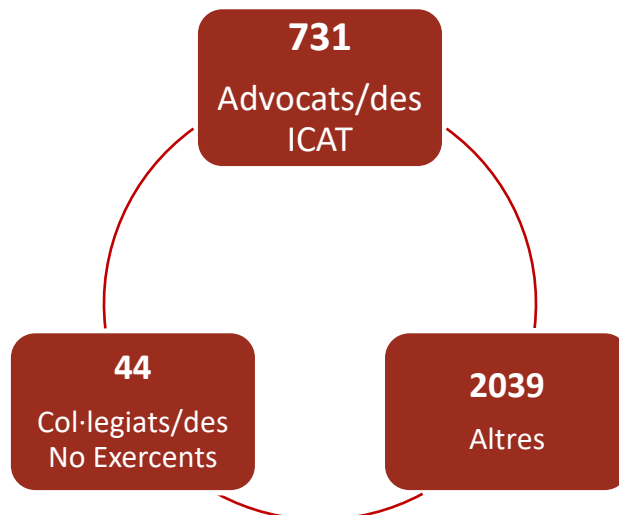 731
Advocats/des
ICAT
44
Col·legiats/des
No Exercents
2039
Altres